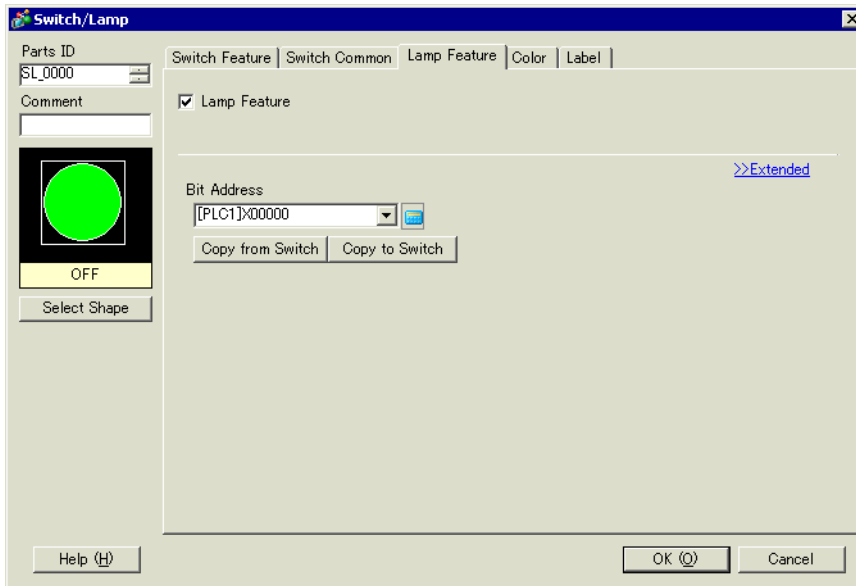 Switch/Lamp
Parts ID
SL_0000
Comment
OFF
Select Shape
Switch Feature
Switch Common
Lamp Feature
Color
Label
Lamp Feature
>>Extended
Bit Address
[PLC1]X00000
Copy from Switch
Copy to Switch
Help (H)
OK (O)
Cancel